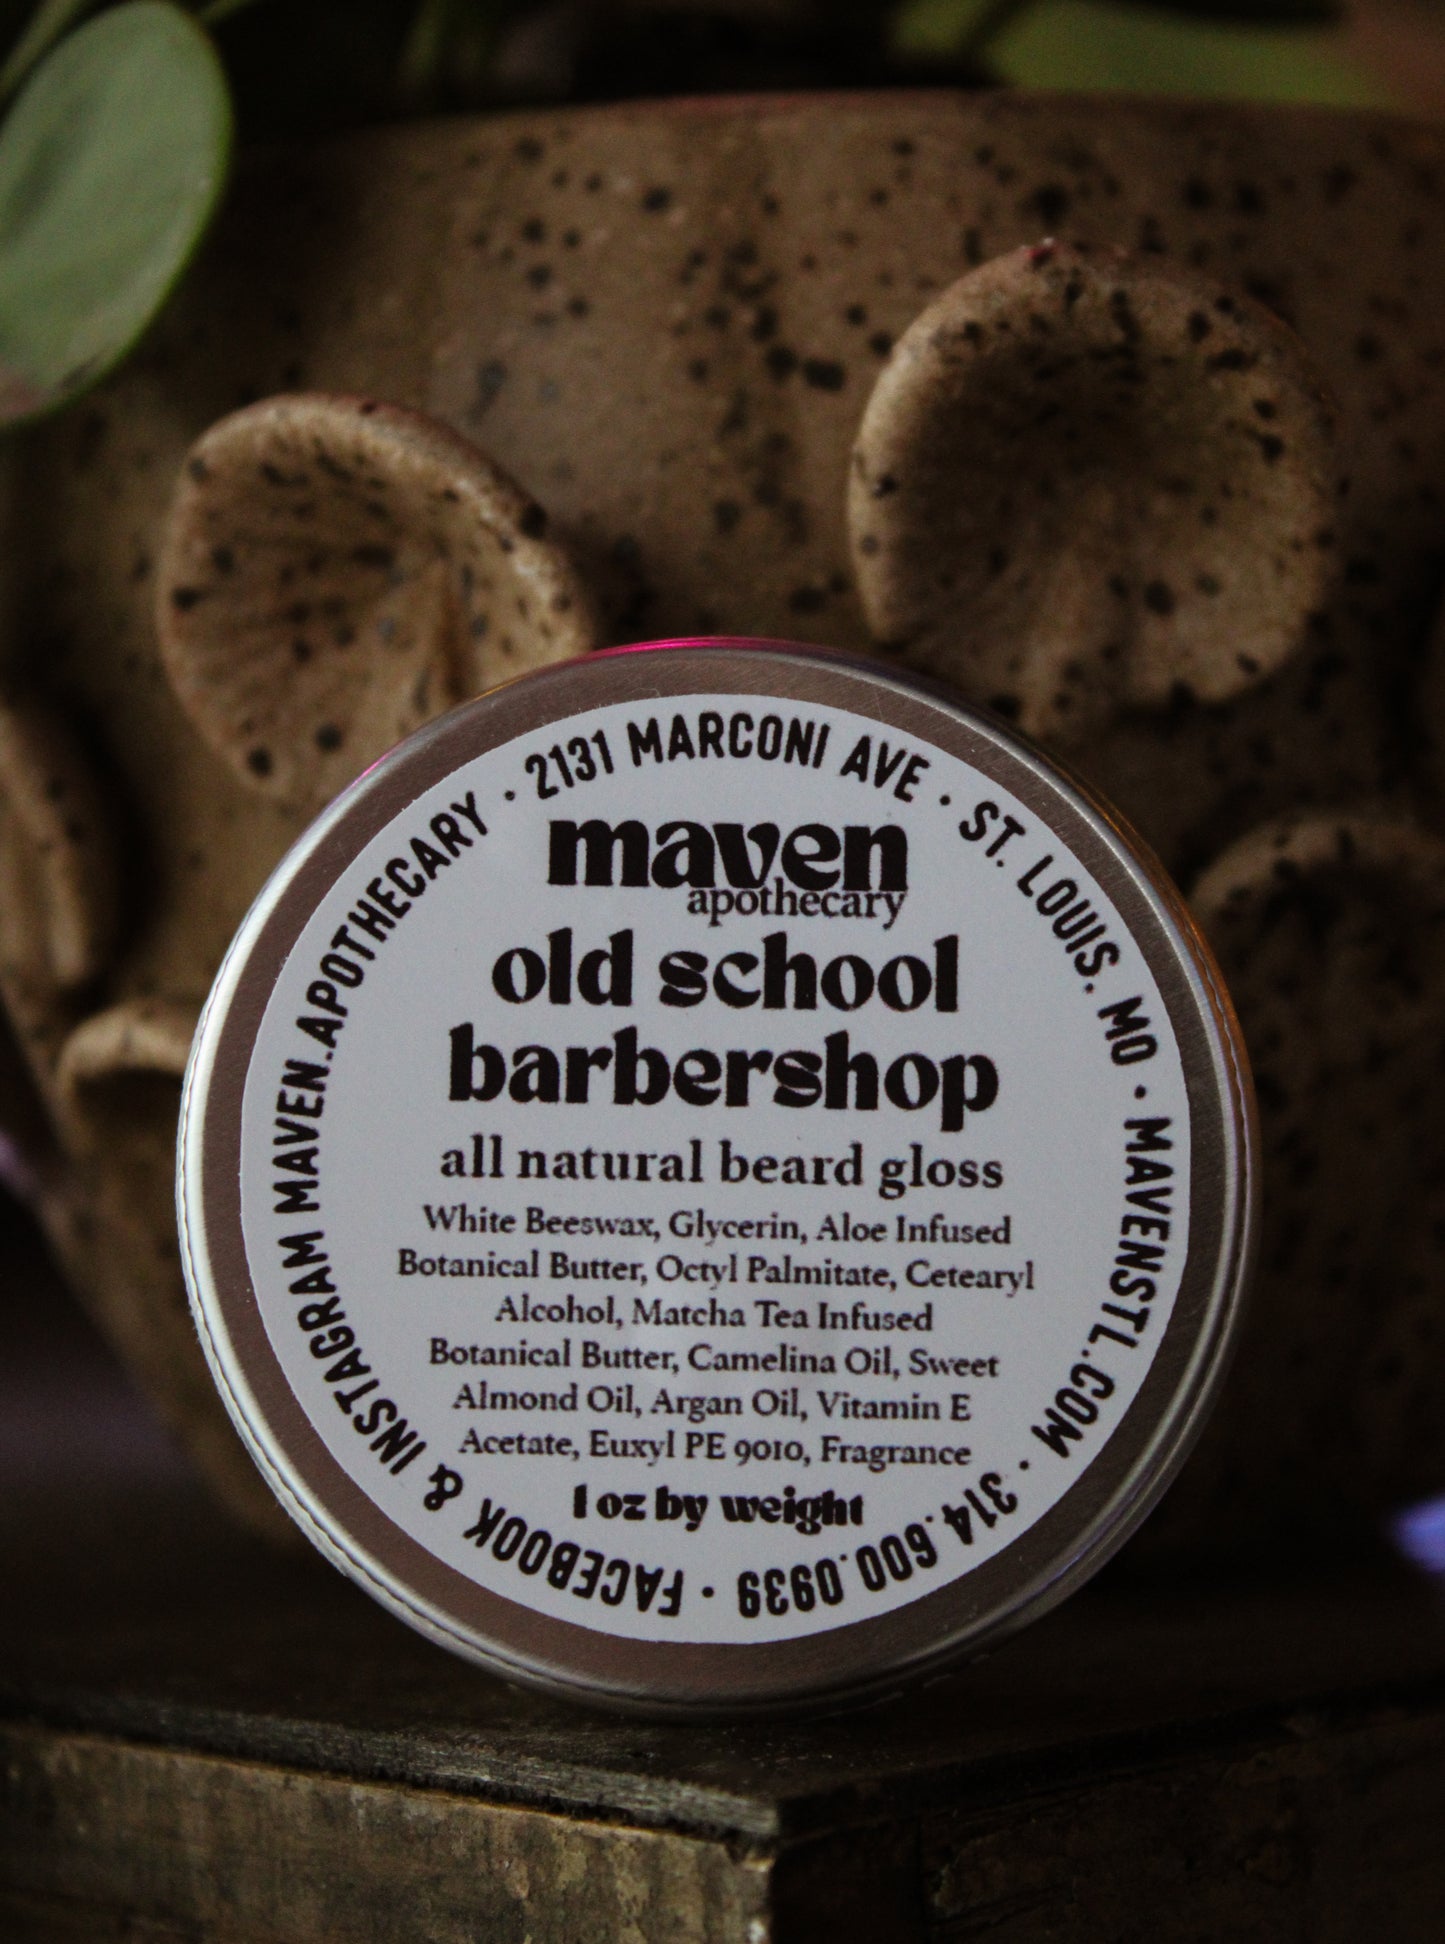 2131 MARCONI AVE • ST. LOUIS, MO • MAVENSTL.COM • 314.600.0939 • FACEBOOK & INSTAGRAM MAVEN.APOTHECARY •
maven
apothecary
old school
barbershop
all natural beard gloss
White Beeswax, Glycerin, Aloe Infused
Botanical Butter, Octyl Palmitate, Cetearyl
Alcohol, Matcha Tea Infused
Botanical Butter, Camelina Oil, Sweet
Almond Oil, Argan Oil, Vitamin E
Acetate, Euxyl PE 9010, Fragrance
1 oz by weight